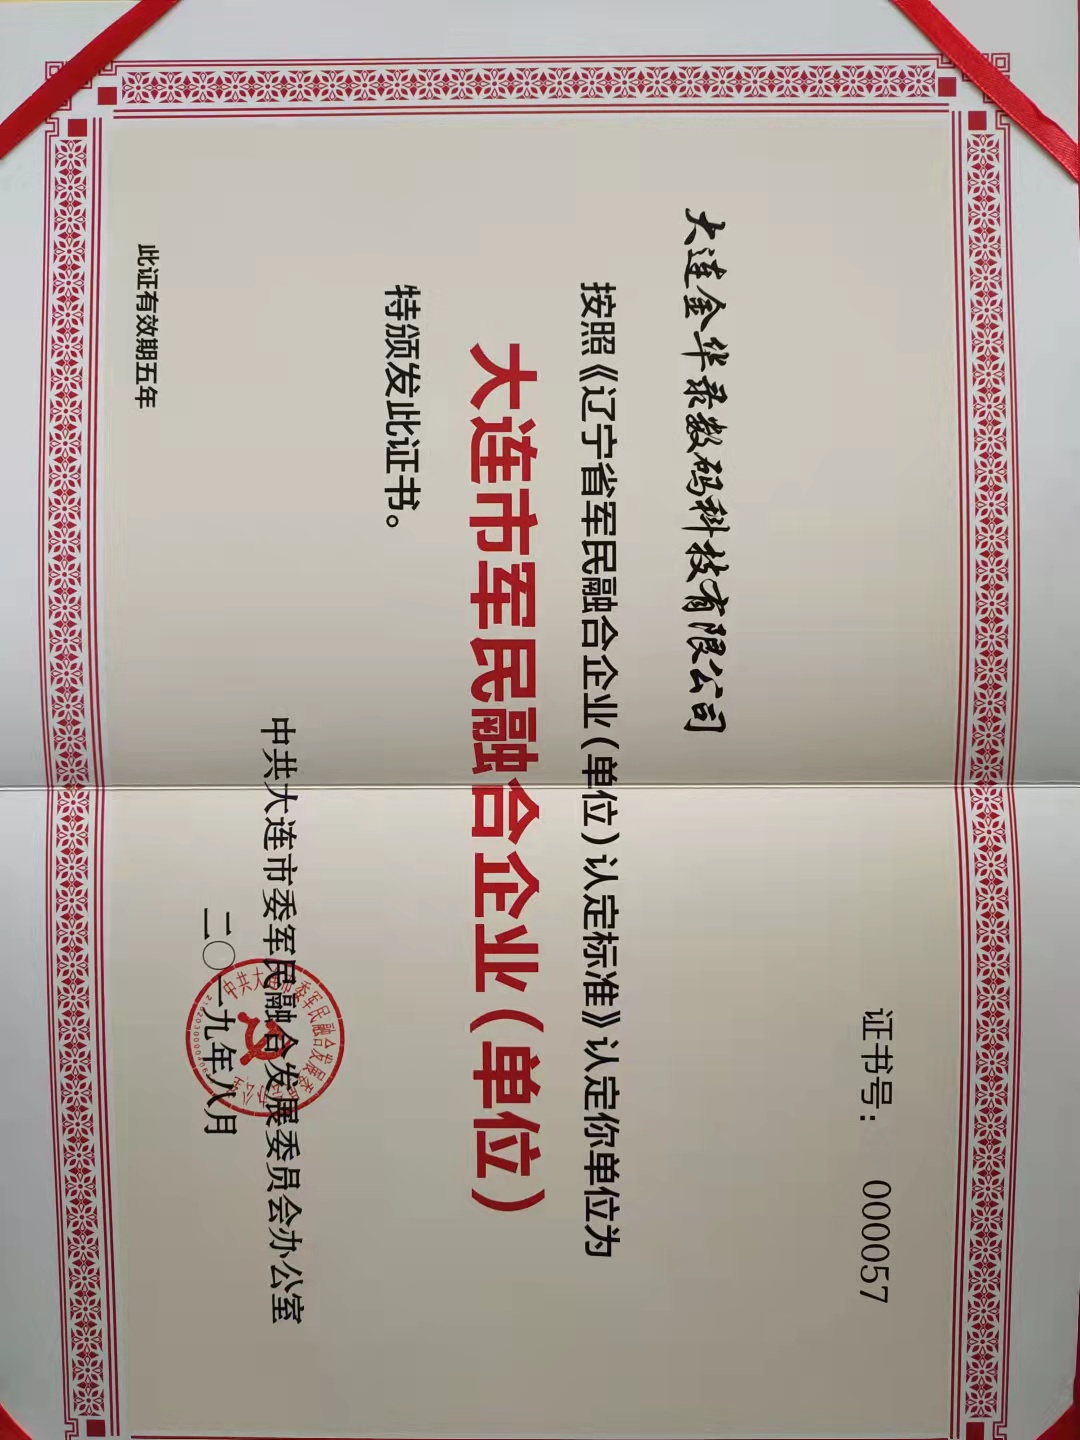 证书号： 000057
大连金华录数码科技有限公司
按照《辽宁省军民融合企业（单位）认定标准》认定你单位为
大连市军民融合企业（单位）
特颁发此证书。
中共大连市委军民融合发展委员会办公室
二〇一九年八月
此证有效期五年